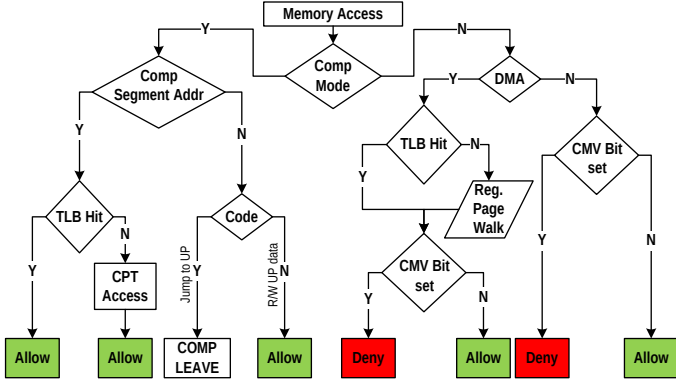 Memory Access
Y
N
Comp
Mode
Comp
Segment Addr
DMA
Y
N
Y
N
TLB Hit
N
CMV Bit
set
Y
TLB Hit
N
Code
Reg.
Page
Walk
Y
CPT
Access
Jump to UP
Y
R/W UP data
N
CMV Bit
set
Y
N
Y
N
Allow
Allow
COMP
LEAVE
Allow
Deny
Allow
Deny
Allow